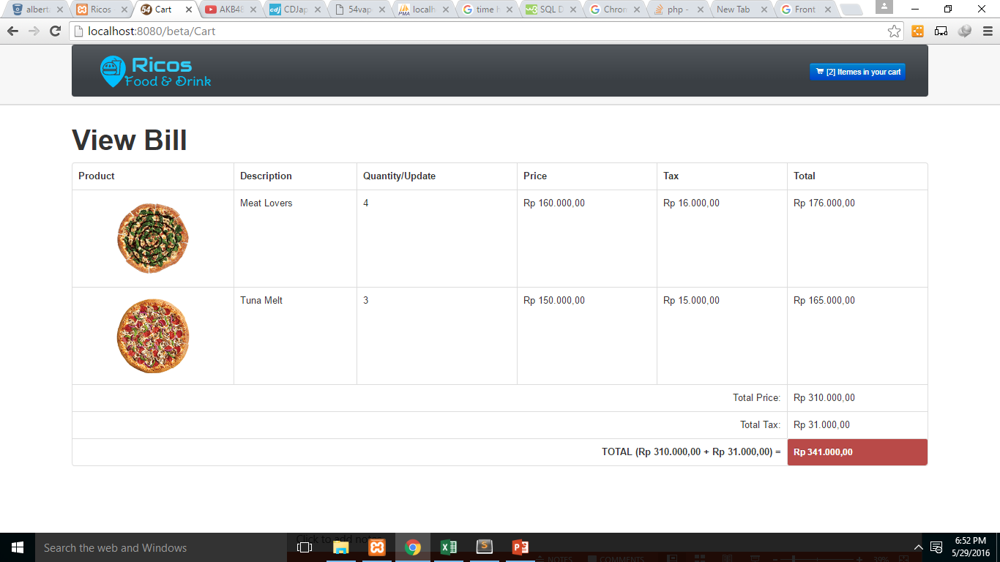 albert
Ricos
Cart
AKB48
CDJap
54vap
localh
time h
SQL D
Chron
php -
New Tab
Front
localhost:8080/beta/Cart
Ricos
Food & Drink
[2] Itemes in your cart
View Bill
Product Description Quantity/Update Price Tax Total
Meat Lovers 4 Rp 160.000,00 Rp 16.000,00 Rp 176.000,00
Tuna Melt 3 Rp 150.000,00 Rp 15.000,00 Rp 165.000,00
Total Price: Rp 310.000,00
Total Tax: Rp 31.000,00
TOTAL (Rp 310.000,00 + Rp 31.000,00) = Rp 341.000,00
Click to add notes
Search the web and Windows
NOTES COMMENTS 39%
6:52 PM
5/29/2016